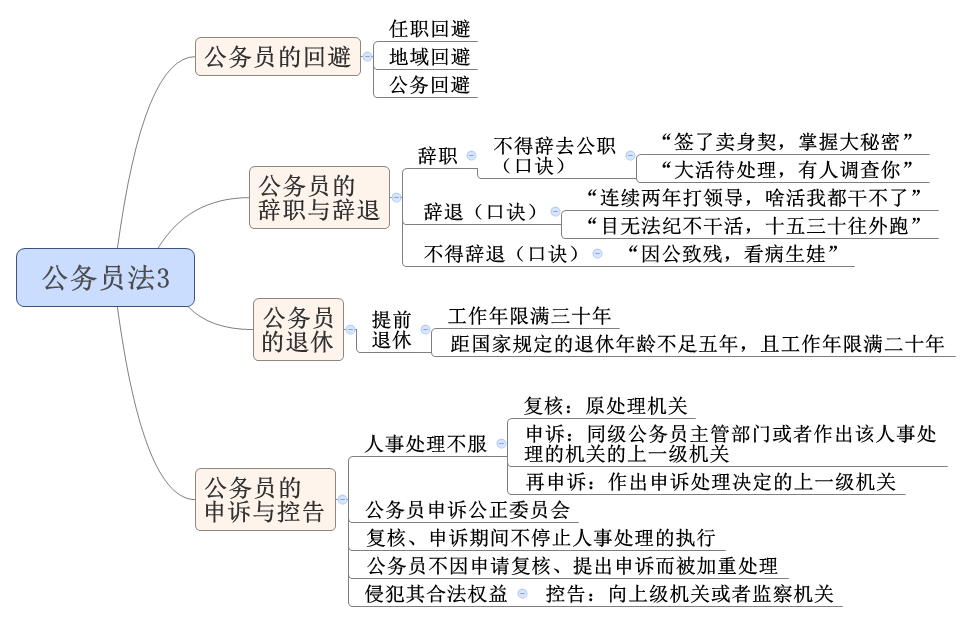 公务员法3
公务员的回避
任职回避
地域回避
公务回避
公务员的
辞职与辞退
辞职
不得辞去公职
（口诀）
“签了卖身契，掌握大秘密”
“大活待处理，有人调查你”
辞退（口诀）
“连续两年打领导，啥活我都干不了”
“目无法纪不干活，十五三十往外跑”
不得辞退（口诀）
“因公致残，看病生娃”
公务员
的退休
提前
退休
工作年限满三十年
距国家规定的退休年龄不足五年，且工作年限满二十年
公务员的
申诉与控告
人事处理不服
复核：原处理机关
申诉：同级公务员主管部门或者作出该人事处
理的机关的上一级机关
再申诉：作出申诉处理决定的上一级机关
公务员申诉公正委员会
复核、申诉期间不停止人事处理的执行
公务员不因申请复核、提出申诉而被加重处理
侵犯其合法权益
控告：向上级机关或者监察机关